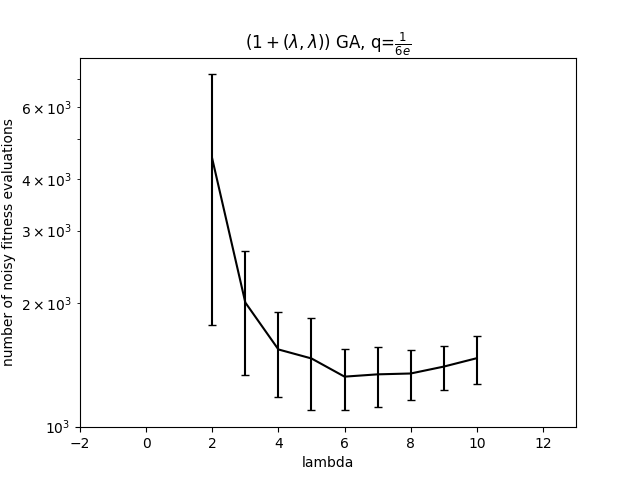 (1 + (λ, λ)) GA, q=\frac{1}{6e}
number of noisy fitness evaluations
6 × 10³
4 × 10³
3 × 10³
2 × 10³
10³
−2 0 2 4 6 8 10 12
lambda